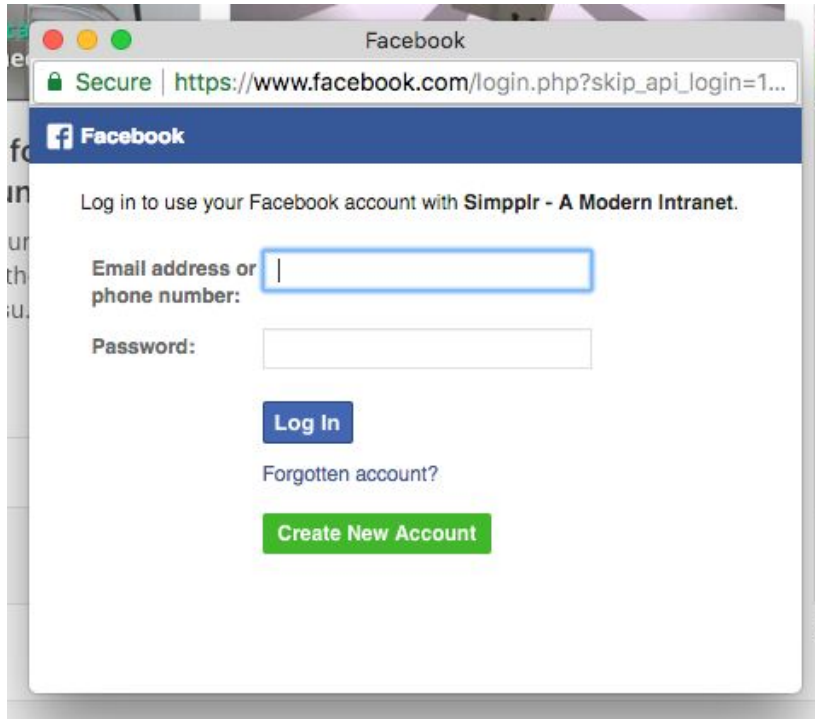 Facebook
Secure | https://www.facebook.com/login.php?skip_api_login=1...
Facebook
Log in to use your Facebook account with Simpplr - A Modern Intranet.
Email address or
phone number:
Password:
Log In
Forgotten account?
Create New Account